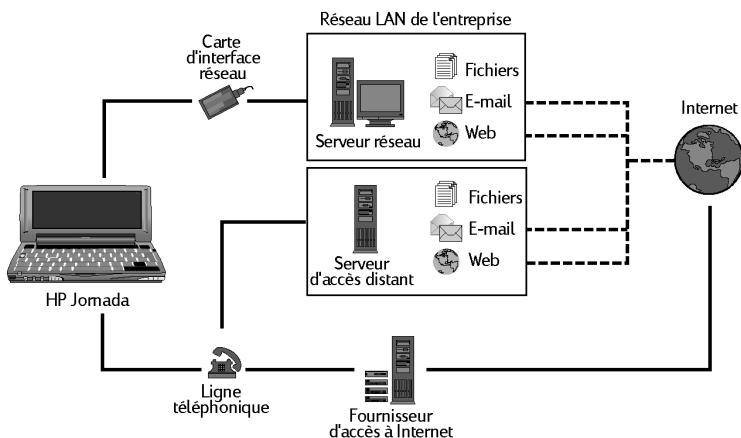 Réseau LAN de l'entreprise
Carte
d'interface
réseau
Fichiers
E-mail
Web
Serveur réseau
Internet
Fichiers
E-mail
Web
Serveur
d'accès distant
HP Jornada
Ligne
téléphonique
Fournisseur
d'accès à Internet